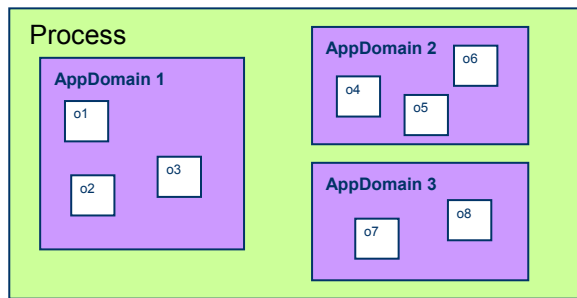 Process
AppDomain 1
o1
o2
o3
AppDomain 2
o4
o5
o6
AppDomain 3
o7
o8